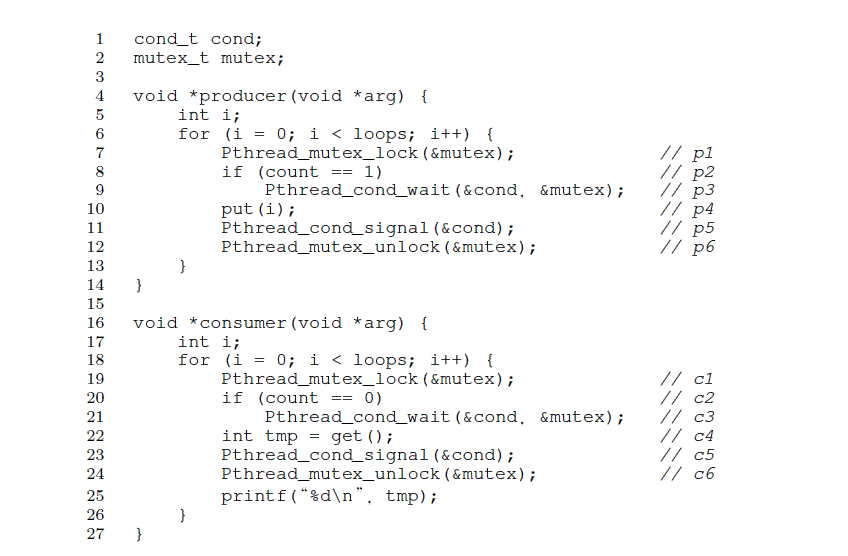 1 cond_t cond;
2 mutex_t mutex;
3
4 void *producer(void *arg) {
5 int i;
6 for (i = 0; i < loops; i++) {
7 Pthread_mutex_lock(&mutex); // p1
8 if (count == 1) // p2
9 Pthread_cond_wait(&cond, &mutex); // p3
10 put(i); // p4
11 Pthread_cond_signal(&cond); // p5
12 Pthread_mutex_unlock(&mutex); // p6
13 }
14 }
15
16 void *consumer(void *arg) {
17 int i;
18 for (i = 0; i < loops; i++) {
19 Pthread_mutex_lock(&mutex); // c1
20 if (count == 0) // c2
21 Pthread_cond_wait(&cond, &mutex); // c3
22 int tmp = get(); // c4
23 Pthread_cond_signal(&cond); // c5
24 Pthread_mutex_unlock(&mutex); // c6
25 printf(“%d\n”, tmp);
26 }
27 }